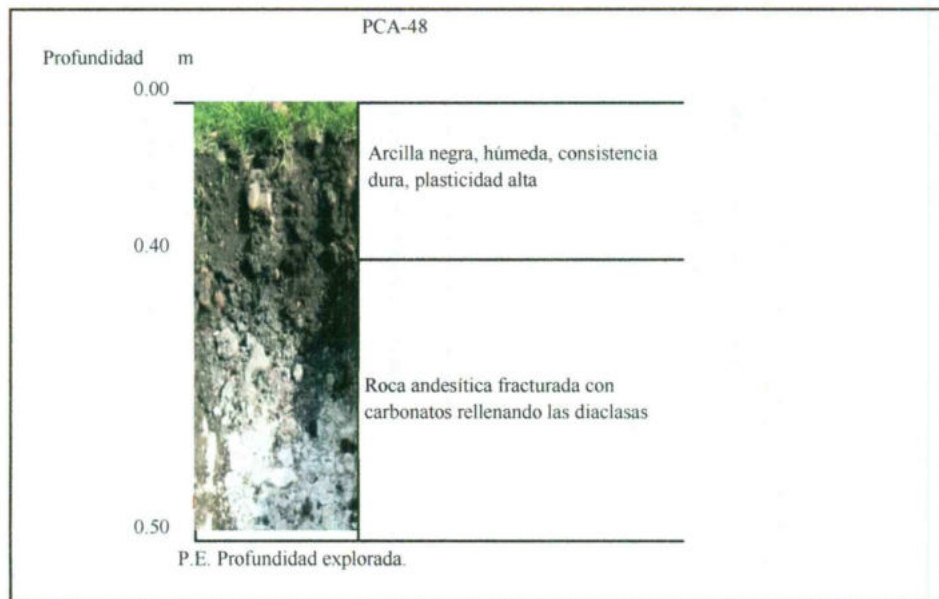 PCA-48
Profundidad m
0.00
Arcilla negra, húmeda, consistencia
dura, plasticidad alta
0.40
Roca andesítica fracturada con
carbonatos rellenando las diaclasas
0.50
P.E. Profundidad explorada.